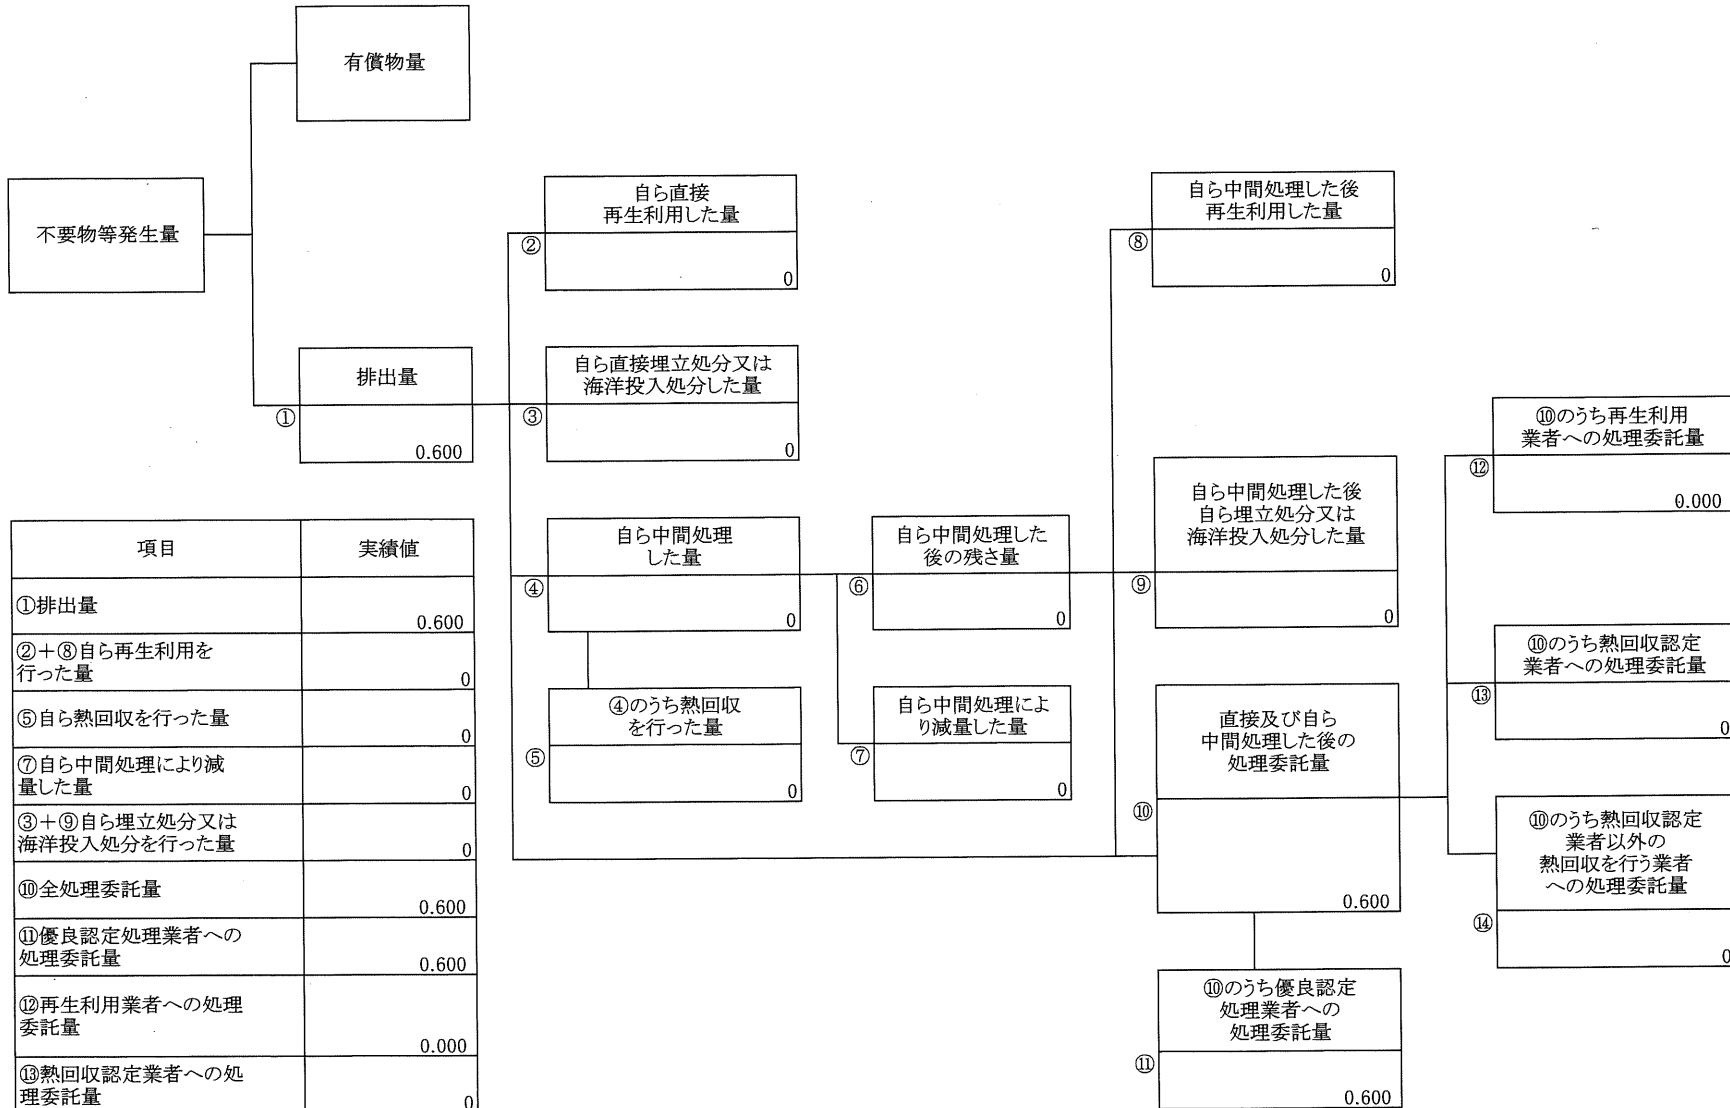 有償物量
不要物等発生量
排出量
①
0.600
自ら直接
再生利用した量
②
0
自ら直接埋立処分又は
海洋投入処分した量
③
0
自ら中間処理
した量
④
0
④のうち熱回収
を行った量
⑤
0
自ら中間処理した
後の残さ量
⑥
0
自ら中間処理によ
り減量した量
⑦
0
自ら中間処理した後
再生利用した量
⑧
0
自ら中間処理した後
自ら埋立処分又は
海洋投入処分した量
⑨
0
直接及び自ら
中間処理した後の
処理委託量
⑩
0.600
⑩のうち優良認定
処理業者への
処理委託量
⑪
0.600
⑩のうち再生利用
業者への処理委託量
⑫
0.000
⑩のうち熱回収認定
業者への処理委託量
⑬
0
⑩のうち熱回収認定
業者以外の
熱回収を行う業者
への処理委託量
⑭
0
項目 実績値
①排出量
0.600
②+⑧自ら再生利用を
行った量
0
⑤自ら熱回収を行った量
0
⑦自ら中間処理により減
量した量
0
③+⑨自ら埋立処分又は
海洋投入処分を行った量
0
⑩全処理委託量
0.600
⑪優良認定処理業者への
処理委託量
0.600
⑫再生利用業者への処理
委託量
0.000
⑬熱回収認定業者への処
理委託量
0